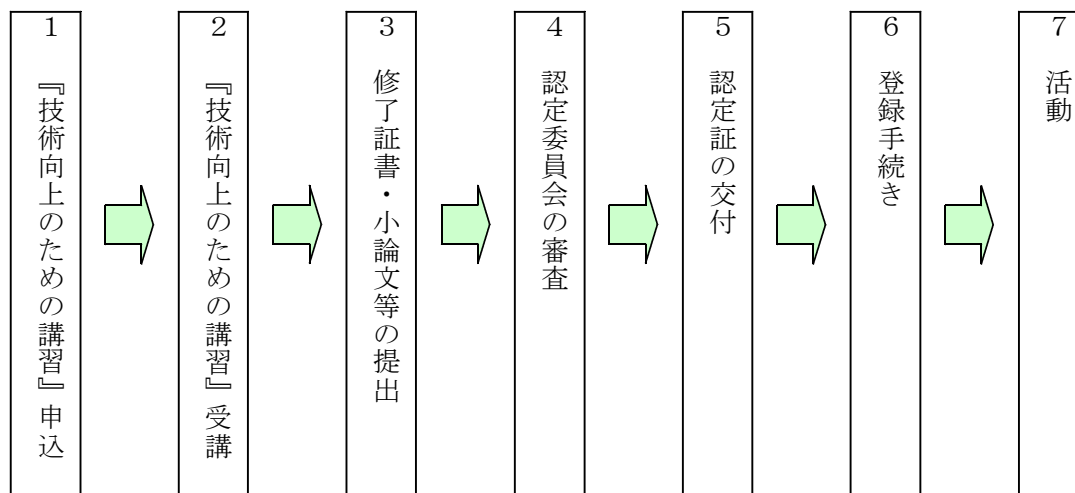 1 『技術向上のための講習』申込
2 『技術向上のための講習』受講
3 修了証書・小論文等の提出
4 認定委員会の審査
5 認定証の交付
6 登録手続き
7 活動